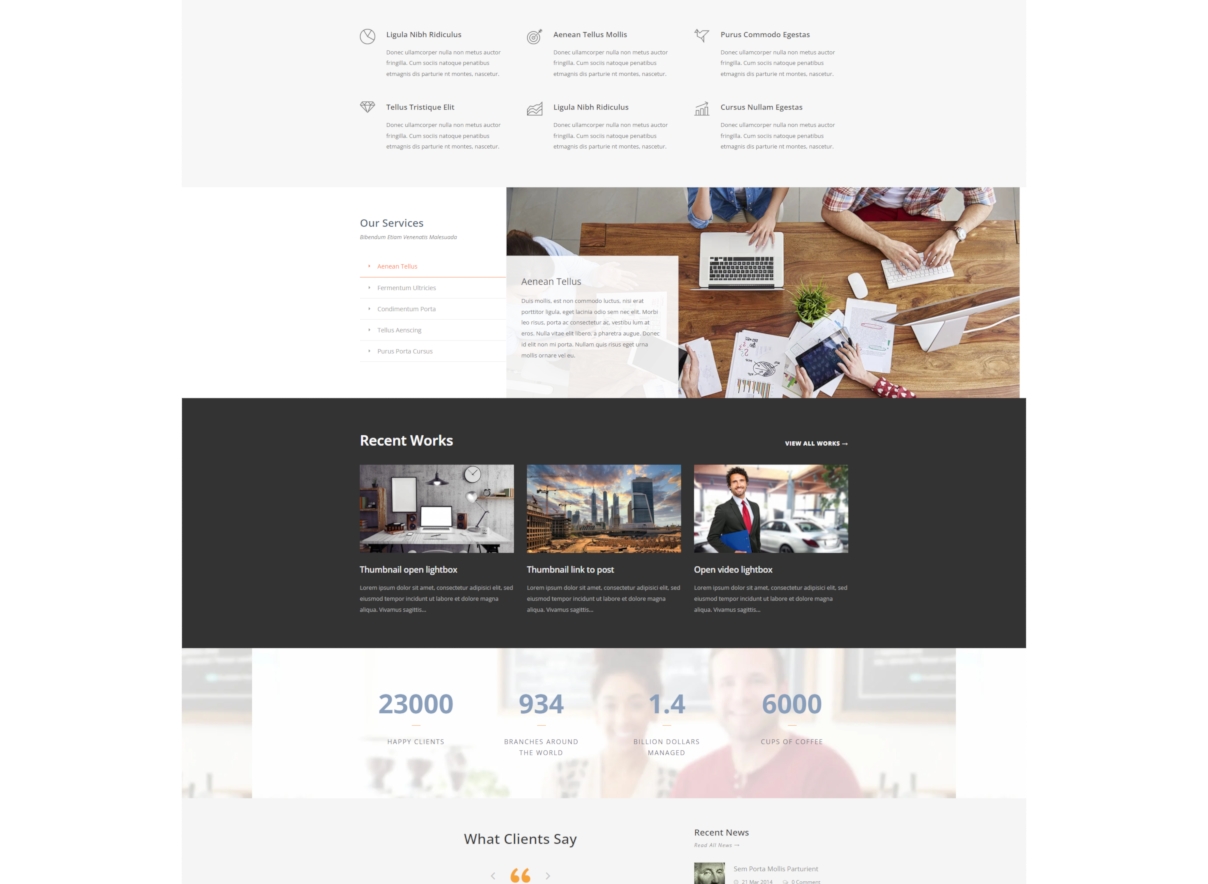 Ligula Nibh Ridiculus
Donec ullamcorper nulla non metus auctor
fringilla. Cum sociis natoque penatibus
etmagnis dis parturie nt montes, nascetur.
Aenean Tellus Mollis
Donec ullamcorper nulla non metus auctor
fringilla. Cum sociis natoque penatibus
etmagnis dis parturie nt montes, nascetur.
Purus Commodo Egestas
Donec ullamcorper nulla non metus auctor
fringilla. Cum sociis natoque penatibus
etmagnis dis parturie nt montes, nascetur.
Tellus Tristique Elit
Donec ullamcorper nulla non metus auctor
fringilla. Cum sociis natoque penatibus
etmagnis dis parturie nt montes, nascetur.
Ligula Nibh Ridiculus
Donec ullamcorper nulla non metus auctor
fringilla. Cum sociis natoque penatibus
etmagnis dis parturie nt montes, nascetur.
Cursus Nullam Egestas
Donec ullamcorper nulla non metus auctor
fringilla. Cum sociis natoque penatibus
etmagnis dis parturie nt montes, nascetur.
Our Services
Bibendum Etiam Venenatis Malesuada
Aenean Tellus
Fermentum Ultricies
Condimentum Porta
Tellus Aenscing
Purus Porta Cursus
Aenean Tellus
Duis mollis, est non commodo luctus, nisi erat
porttitor ligula, eget lacinia odio sem nec elit. Morbi
leo risus, porta ac consectetur ac, vestibu lum at
eros. Nulla vitae elit libero, a pharetra augue. Donec
id elit non mi porta. Nullam quis risus eget urna
mollis ornare vel eu.
Recent Works
VIEW ALL WORKS →
Thumbnail open lightbox
Lorem ipsum dolor sit amet, consectetur adipisici elit, sed
eiusmod tempor incidunt ut labore et dolore magna
aliqua. Vivamus sagittis...
Thumbnail link to post
Lorem ipsum dolor sit amet, consectetur adipisici elit, sed
eiusmod tempor incidunt ut labore et dolore magna
aliqua. Vivamus sagittis...
Open video lightbox
Lorem ipsum dolor sit amet, consectetur adipisici elit, sed
eiusmod tempor incidunt ut labore et dolore magna
aliqua. Vivamus sagittis...
23000
HAPPY CLIENTS
934
BRANCHES AROUND
THE WORLD
1.4
BILLION DOLLARS
MANAGED
6000
CUPS OF COFFEE
What Clients Say
Recent News
Read All News →
Sem Porta Mollis Parturient
21 Mar 2014
0 Comment